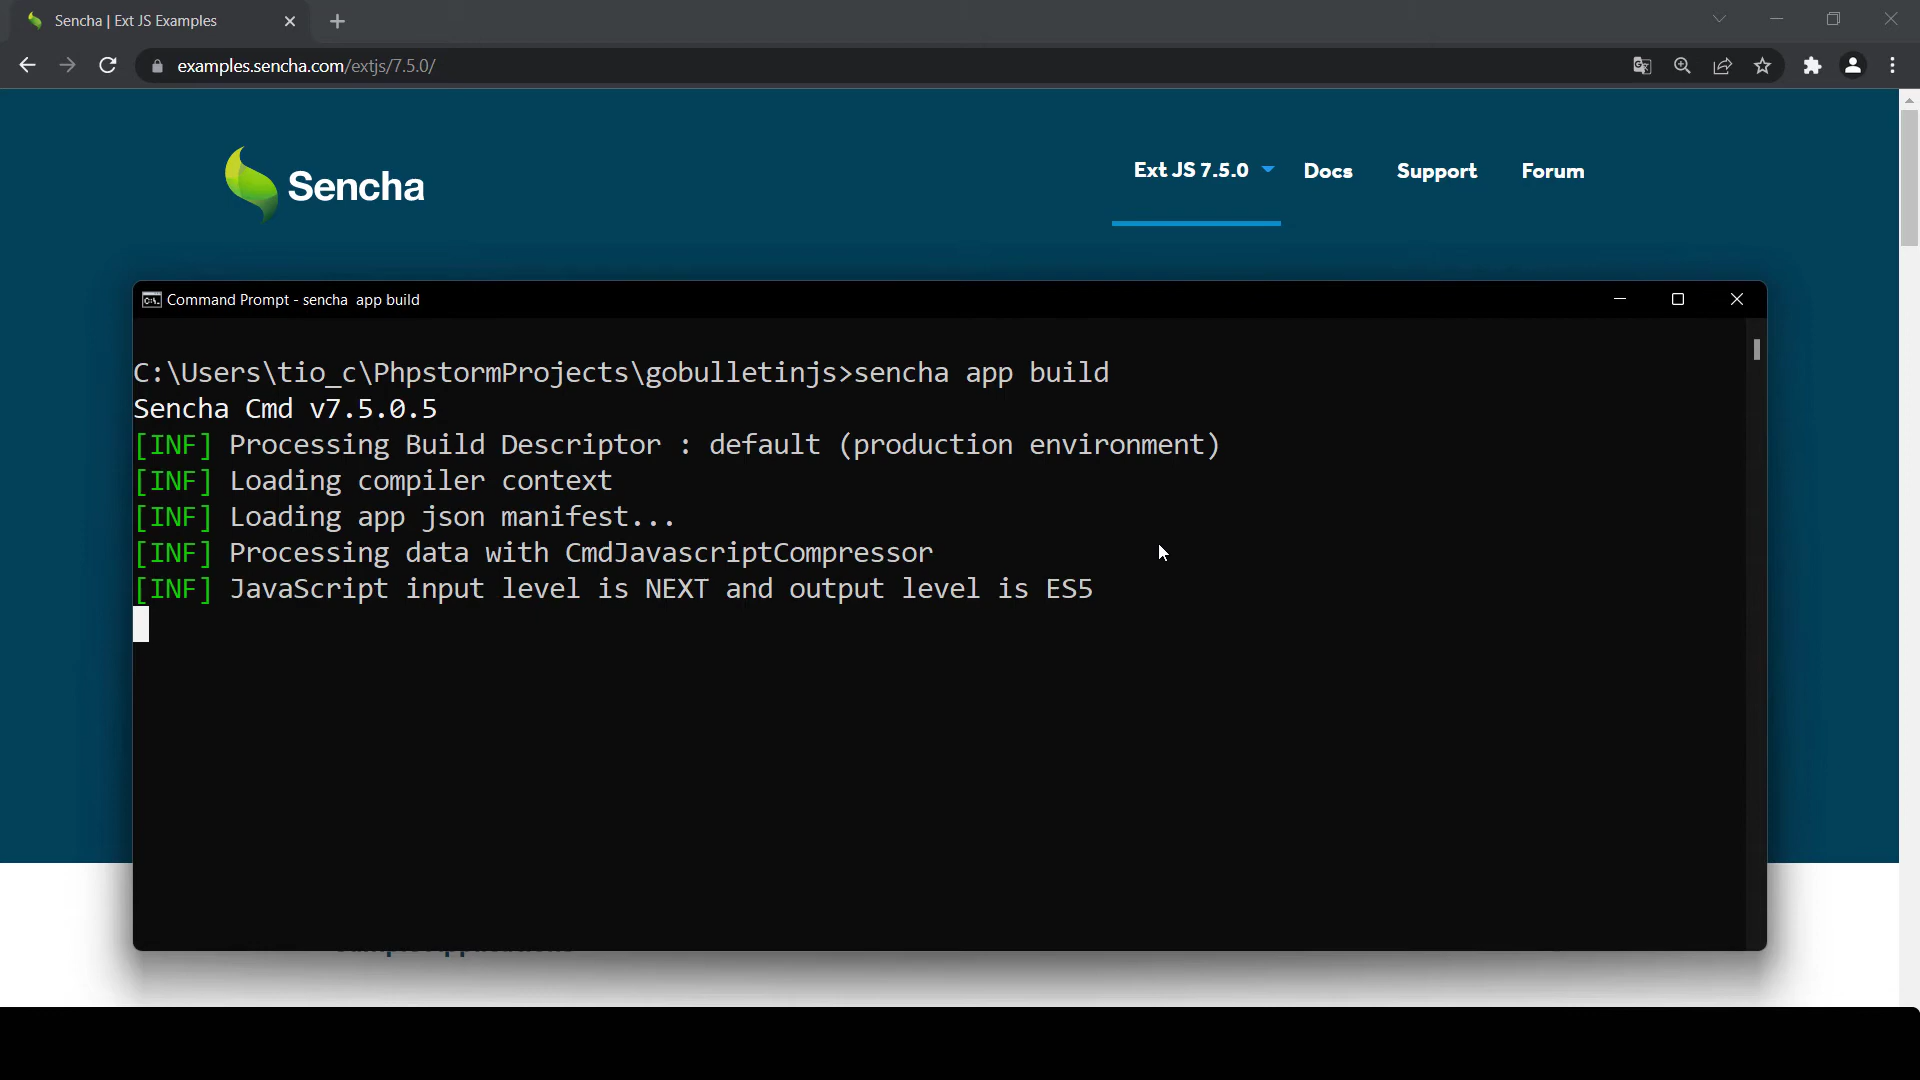 Sencha | Ext JS Examples
examples.sencha.com/extjs/7.5.0/
Sencha
Ext JS 7.5.0 Docs Support Forum
Command Prompt - sencha  app build
C:\Users\tio_c\PhpstormProjects\gobulletinjs>sencha app build
Sencha Cmd v7.5.0.5
[INF] Processing Build Descriptor : default (production environment)
[INF] Loading compiler context
[INF] Loading app json manifest...
[INF] Processing data with CmdJavascriptCompressor
[INF] JavaScript input level is NEXT and output level is ES5